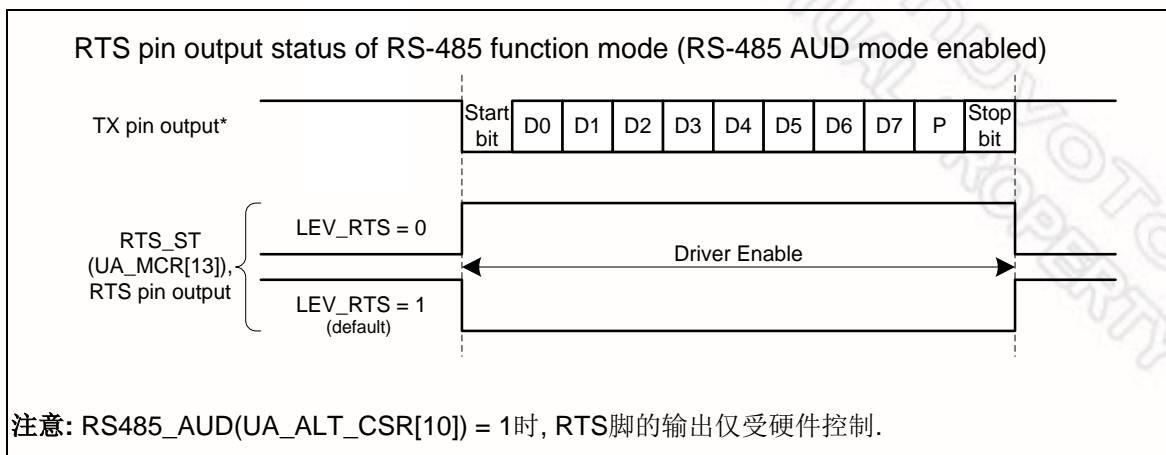 RTS pin output status of RS-485 function mode (RS-485 AUD mode enabled)
TX pin output*
Start bit
D0
D1
D2
D3
D4
D5
D6
D7
P
Stop bit
RTS_ST
(UA_MCR[13]),
RTS pin output
LEV_RTS = 0
Driver Enable
LEV_RTS = 1
(default)
注意: RS485_AUD(UA_ALT_CSR[10]) = 1时, RTS脚的输出仅受硬件控制.